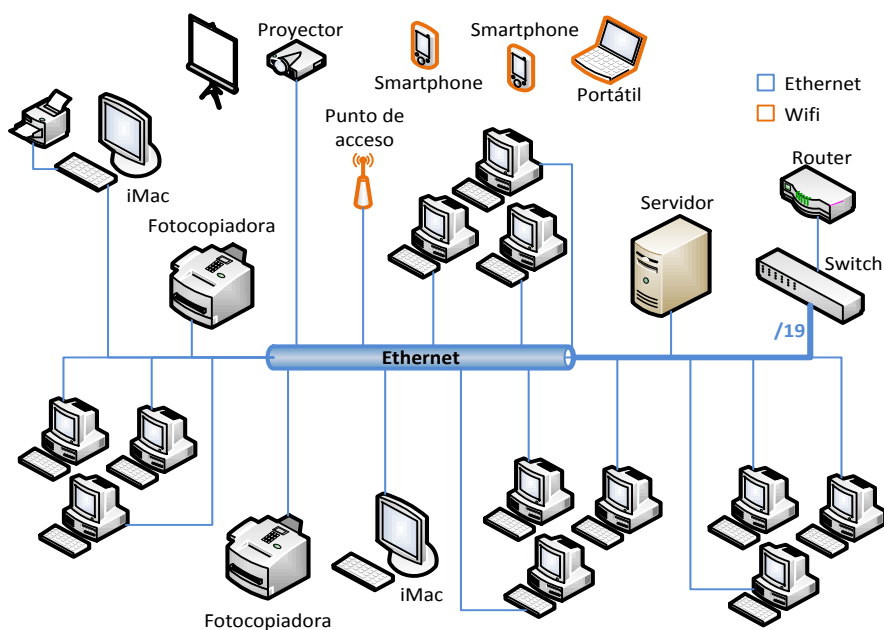 Proyector
Smartphone
Smartphone
Portátil
Ethernet
Wifi
Punto de
acceso
iMac
Router
Servidor
Fotocopiadora
Switch
/19
Ethernet
Fotocopiadora
iMac